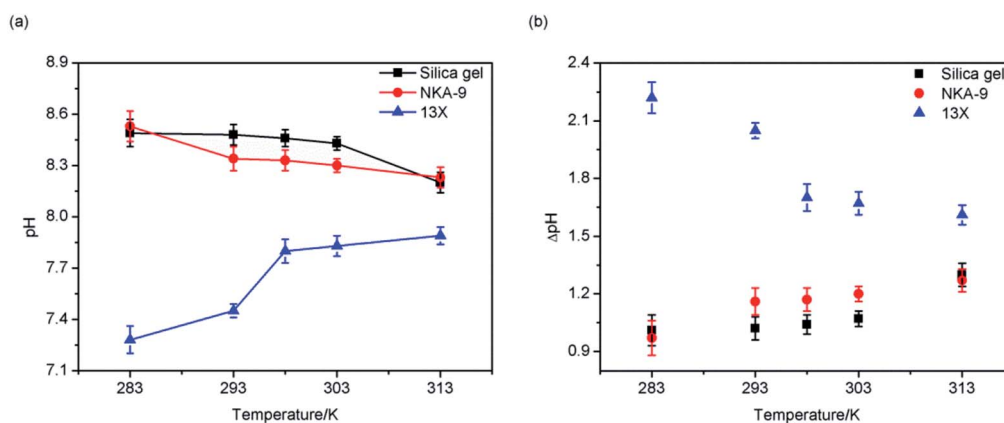 (a)
8.9
8.6
8.3
8.0
7.7
7.4
7.1
pH
Silica gel
NKA-9
13X
283
293
303
313
Temperature/K
(b)
2.4
2.1
1.8
1.5
1.2
0.9
ΔpH
Silica gel
NKA-9
13X
283
293
303
313
Temperature/K